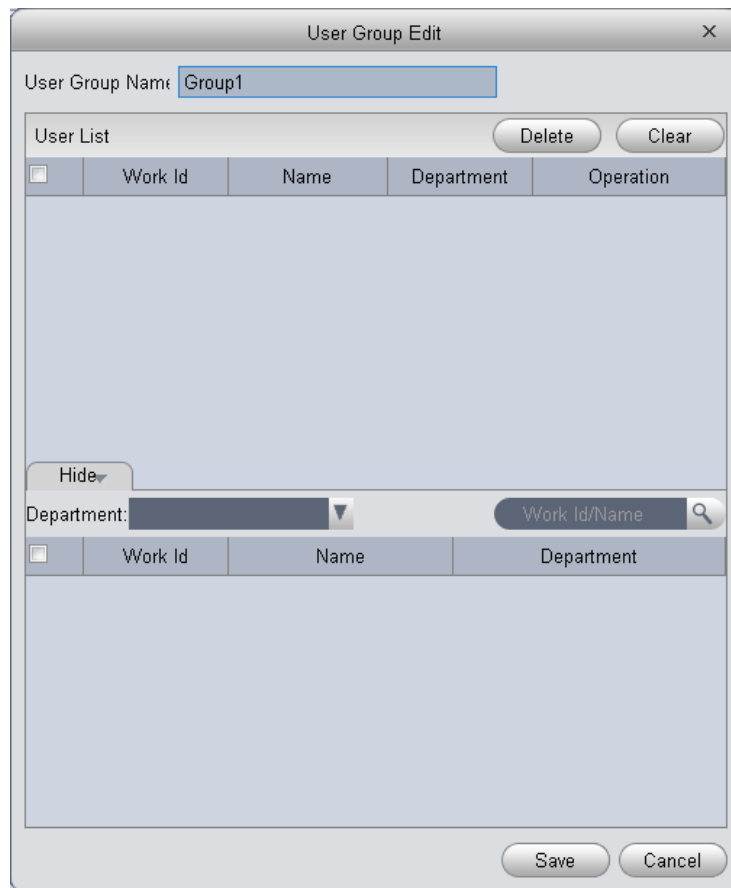 User Group Edit
User Group Name Group1
User List Delete Clear
Work Id Name Department Operation
Hide
Department: Work Id/Name
Work Id Name Department
Save Cancel